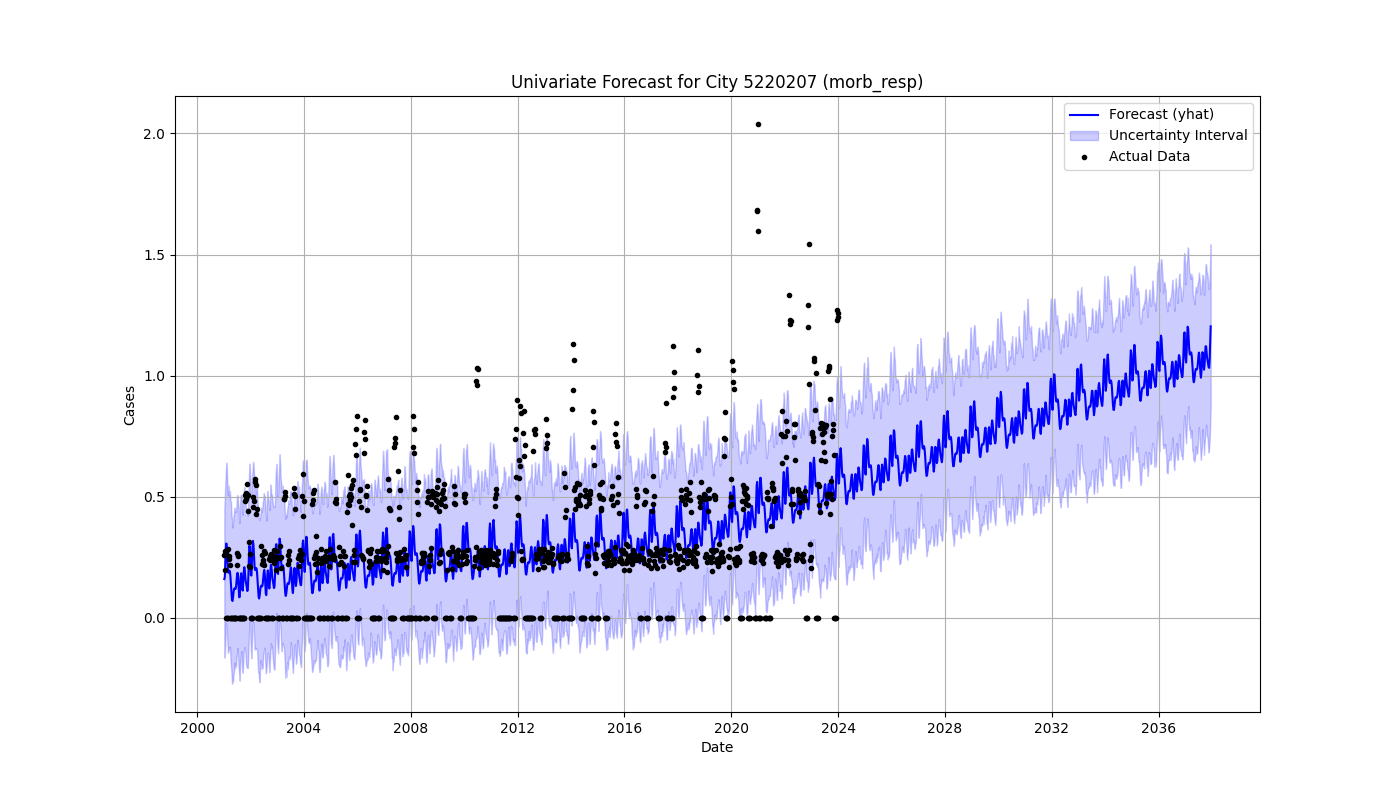 Univariate Forecast for City 5220207 (morb_resp)
Forecast (yhat)
Uncertainty Interval
Actual Data
Cases
2.0
1.5
1.0
0.5
0.0
2000 2004 2008 2012 2016 2020 2024 2028 2032 2036
Date